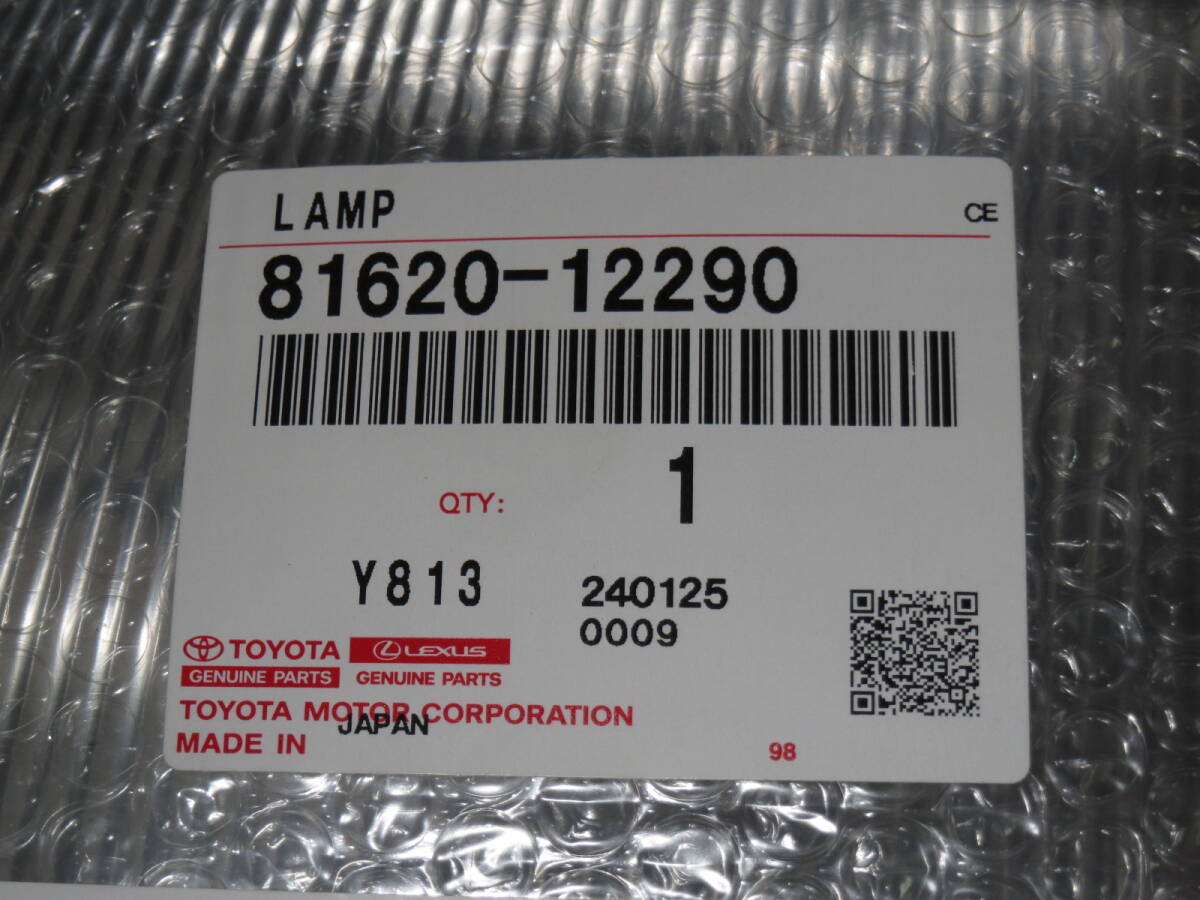 LAMP
CE
81620-12290
QTY: 1
Y813 240125
0009
TOYOTA LEXUS
GENUINE PARTS GENUINE PARTS
TOYOTA MOTOR CORPORATION
MADE IN JAPAN
98